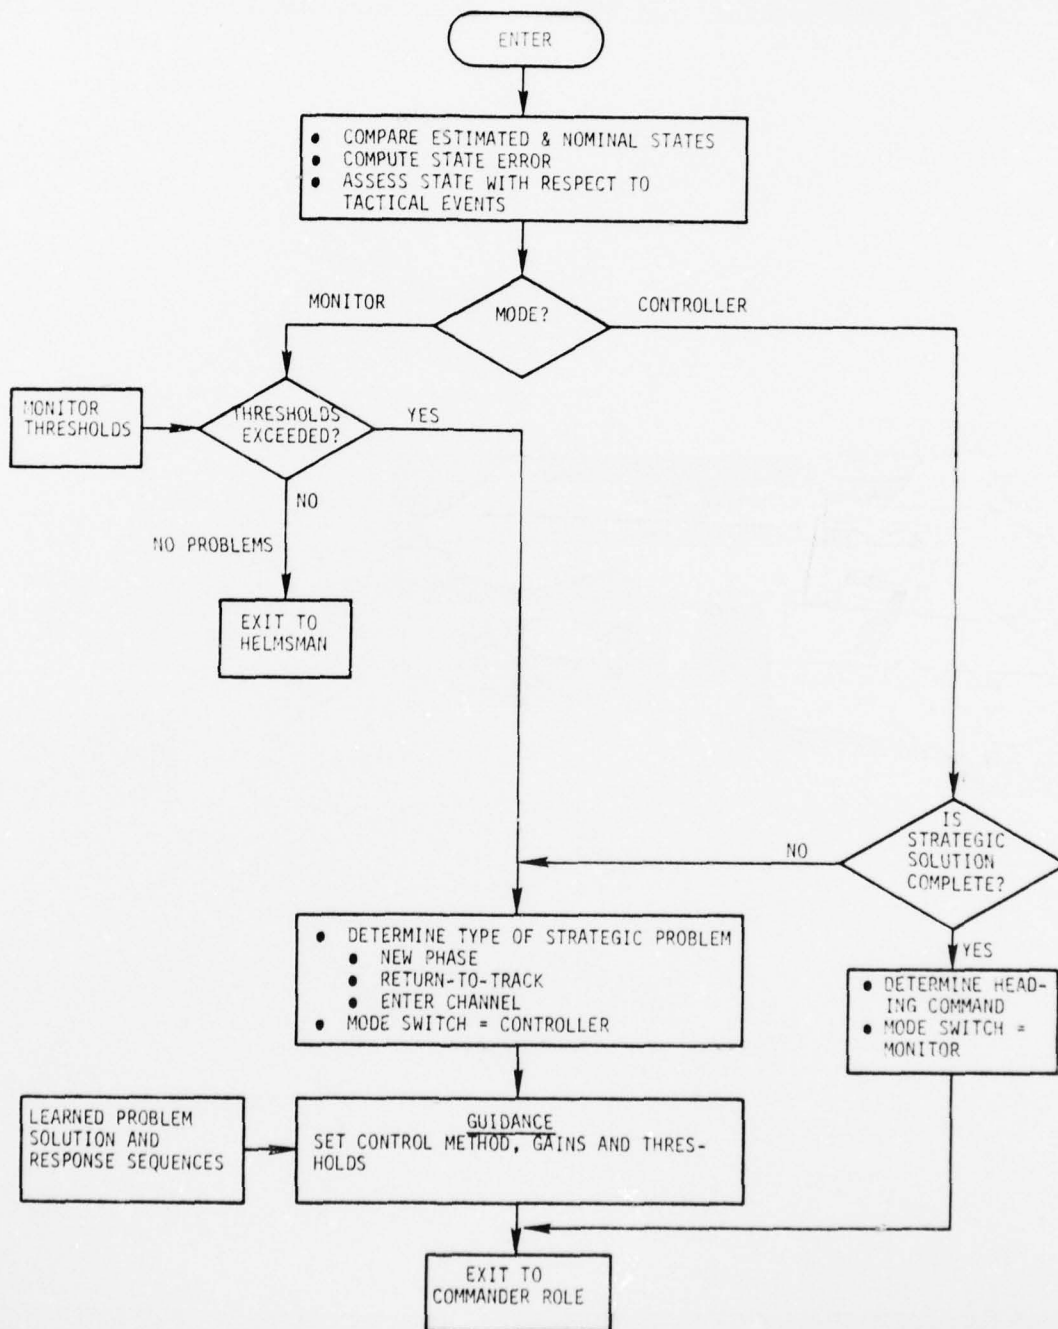 ENTER
● COMPARE ESTIMATED & NOMINAL STATES
● COMPUTE STATE ERROR
● ASSESS STATE WITH RESPECT TO
TACTICAL EVENTS
MODE?
MONITOR
CONTROLLER
MONITOR
THRESHOLDS
THRESHOLDS
EXCEEDED?
YES
NO
NO PROBLEMS
EXIT TO
HELMSMAN
IS
STRATEGIC
SOLUTION
COMPLETE?
NO
YES
● DETERMINE TYPE OF STRATEGIC PROBLEM
● NEW PHASE
● RETURN-TO-TRACK
● ENTER CHANNEL
● MODE SWITCH = CONTROLLER
● DETERMINE HEAD-
ING COMMAND
● MODE SWITCH =
MONITOR
LEARNED PROBLEM
SOLUTION AND
RESPONSE SEQUENCES
GUIDANCE
SET CONTROL METHOD, GAINS AND THRES-
HOLDS
EXIT TO
COMMANDER ROLE